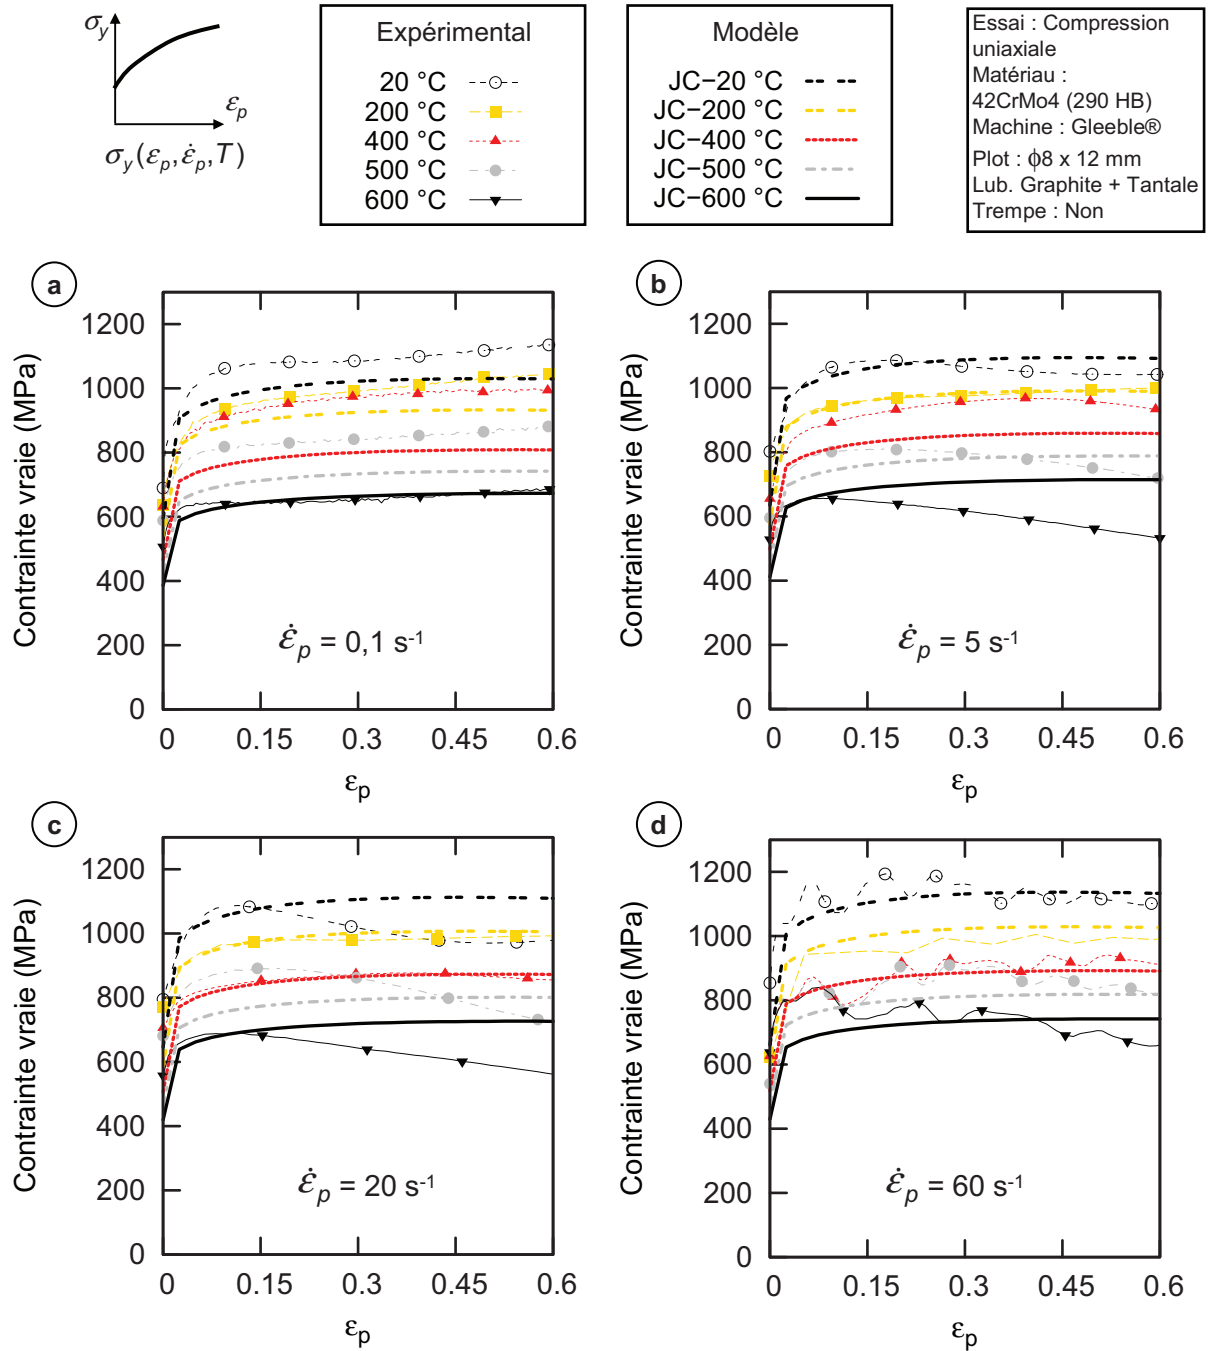 σy
εp
σy(εp,ε̇p,T)
Expérimental
20 °C
200 °C
400 °C
500 °C
600 °C
Modèle
JC−20 °C
JC−200 °C
JC−400 °C
JC−500 °C
JC−600 °C
Essai : Compression
uniaxiale
Matériau :
42CrMo4 (290 HB)
Machine : Gleeble®
Plot : ϕ8 x 12 mm
Lub. Graphite + Tantale
Trempe : Non
a
Contrainte vraie (MPa)
1200
1000
800
600
400
200
0
ε̇p = 0,1 s-1
0 0.15 0.3 0.45 0.6
εp
b
Contrainte vraie (MPa)
1200
1000
800
600
400
200
0
ε̇p = 5 s-1
0 0.15 0.3 0.45 0.6
εp
c
Contrainte vraie (MPa)
1200
1000
800
600
400
200
0
ε̇p = 20 s-1
0 0.15 0.3 0.45 0.6
εp
d
Contrainte vraie (MPa)
1200
1000
800
600
400
200
0
ε̇p = 60 s-1
0 0.15 0.3 0.45 0.6
εp